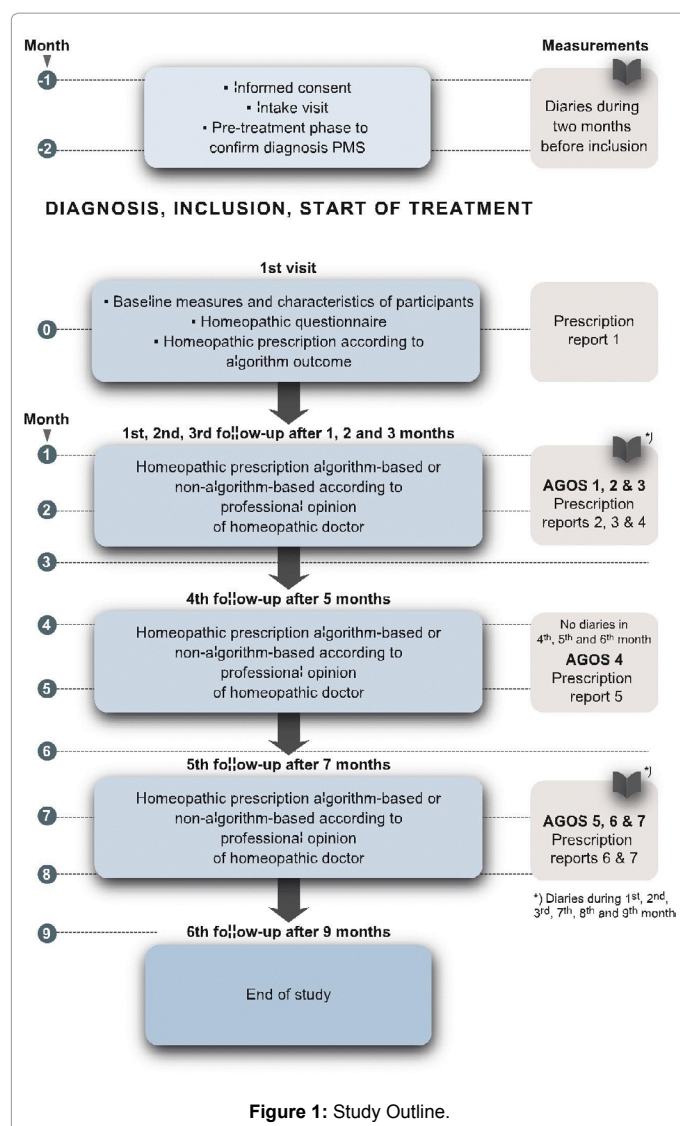 Month
Measurements
-1
▪ Informed consent
▪ Intake visit
▪ Pre-treatment phase to
confirm diagnosis PMS
-2
Diaries during
two months
before inclusion
DIAGNOSIS, INCLUSION, START OF TREATMENT
1st visit
0
▪ Baseline measures and characteristics of participants
▪ Homeopathic questionnaire
▪ Homeopathic prescription according to
algorithm outcome
Prescription
report 1
Month
1st, 2nd, 3rd follow-up after 1, 2 and 3 months
1
2
3
Homeopathic prescription algorithm-based or
non-algorithm-based according to
professional opinion
of homeopathic doctor
*)
AGOS 1, 2 & 3
Prescription
reports 2, 3 & 4
4th follow-up after 5 months
4
5
6
Homeopathic prescription algorithm-based or
non-algorithm-based according to
professional opinion
of homeopathic doctor
No diaries in
4th, 5th and 6th month
AGOS 4
Prescription
report 5
5th follow-up after 7 months
7
8
Homeopathic prescription algorithm-based or
non-algorithm-based according to
professional opinion
of homeopathic doctor
*)
AGOS 5, 6 & 7
Prescription
reports 6 & 7
*) Diaries during 1st, 2nd,
3rd, 7th, 8th and 9th month
9
6th follow-up after 9 months
End of study
Figure 1: Study Outline.